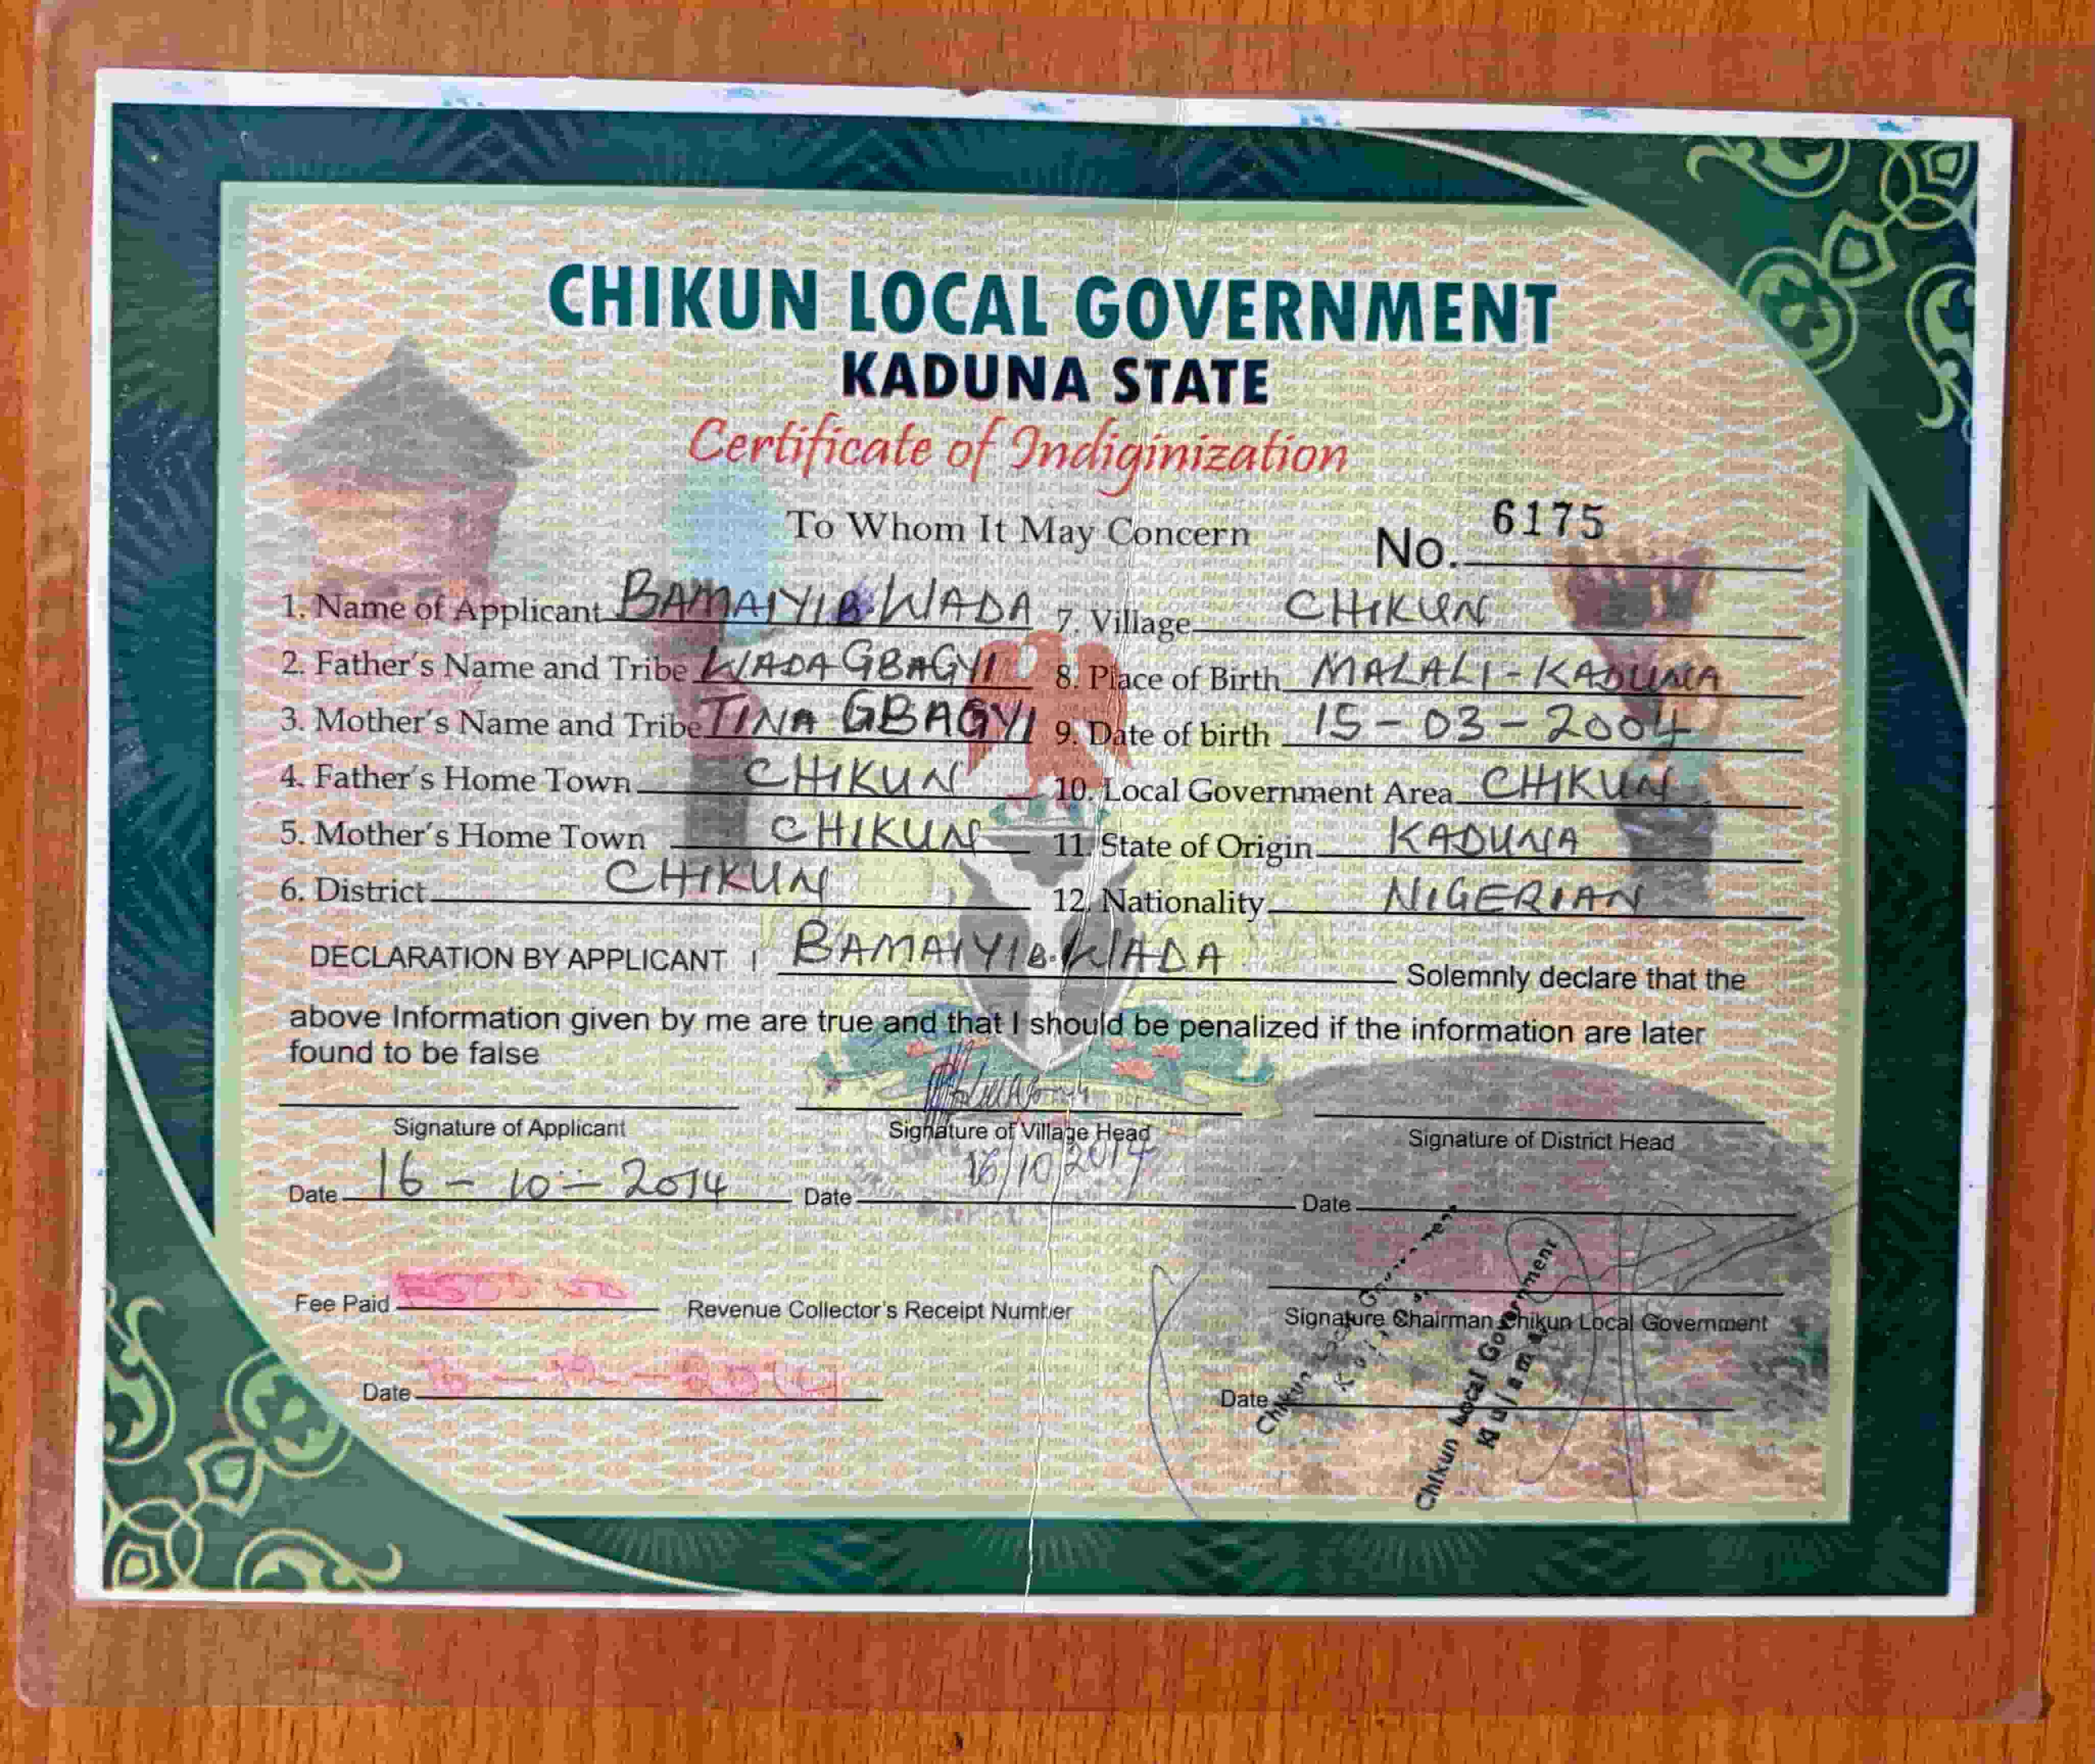 CHIKUN LOCAL GOVERNMENT
KADUNA STATE
Certificate of Indiginization
To Whom It May Concern
No. 6175
1. Name of Applicant BAMAIYI B. WADA
2. Father's Name and Tribe WADA GBAGYI
3. Mother's Name and Tribe TINA GBAGYI
4. Father's Home Town CHIKUN
5. Mother's Home Town CHIKUN
6. District CHIKUN
7. Village CHIKUN
8. Place of Birth MALALI - KADUNA
9. Date of birth 15 - 03 - 2004
10. Local Government Area CHIKUN
11. State of Origin KADUNA
12. Nationality NIGERIAN
DECLARATION BY APPLICANT I BAMAIYI B. WADA Solemnly declare that the
above Information given by me are true and that I should be penalized if the information are later
found to be false
Signature of Applicant
Signature of Village Head
Signature of District Head
Date 16 - 10 - 2014
Date 16/10/2014
Date
Fee Paid
Revenue Collector's Receipt Number
Signature Chairman Chikun Local Government
Date
Date
Chikun Local Government
Kujama